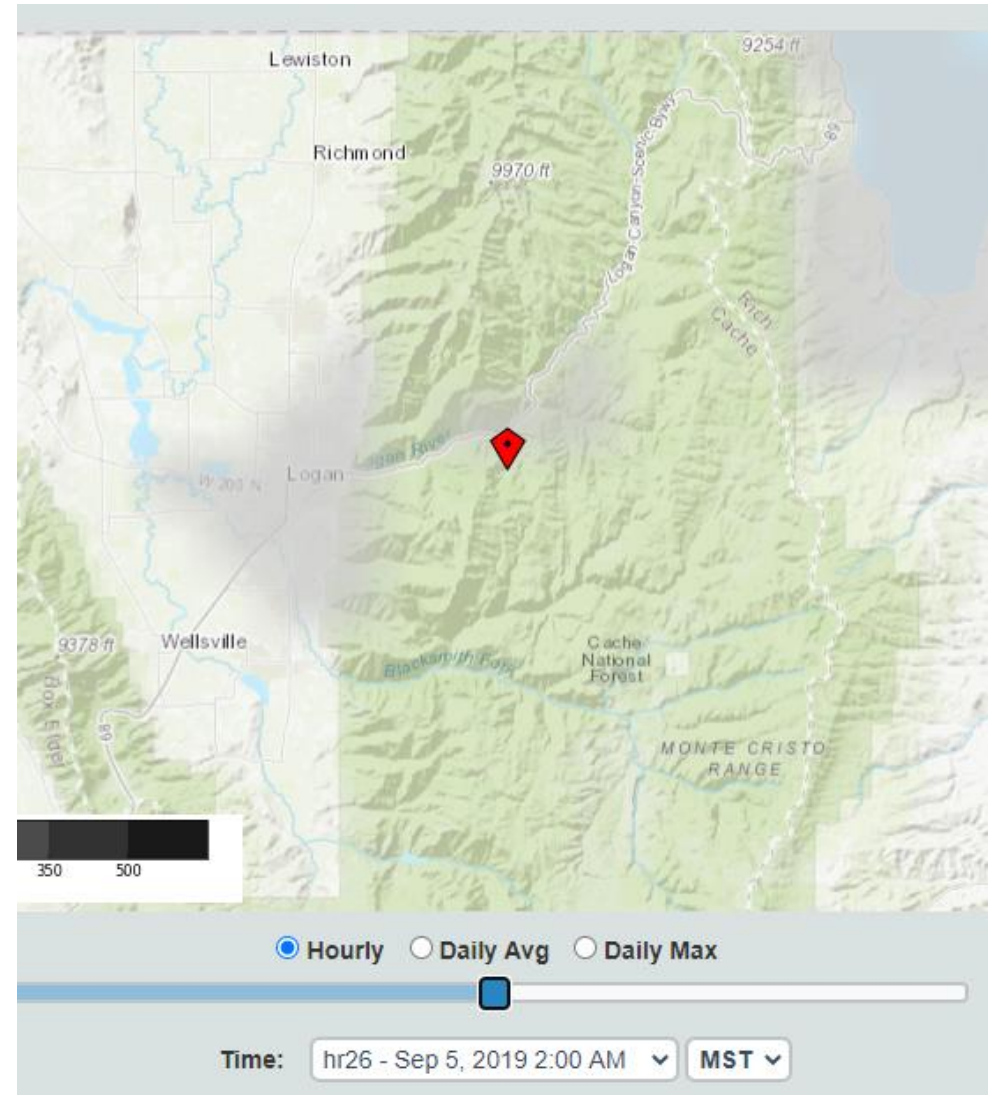 9254 ft
Lewiston
Richmond
9970 ft
Logan Canyon-Scenic Bywy
89
Rich
Cache
Logan River
Logan
W 200 N
9378 ft
Wellsville
Box Elder
89
Blacksmith Fork
Cache
National
Forest
MONTE CRISTO
RANGE
350 500
Hourly Daily Avg Daily Max
Time: hr26 - Sep 5, 2019 2:00 AM MST